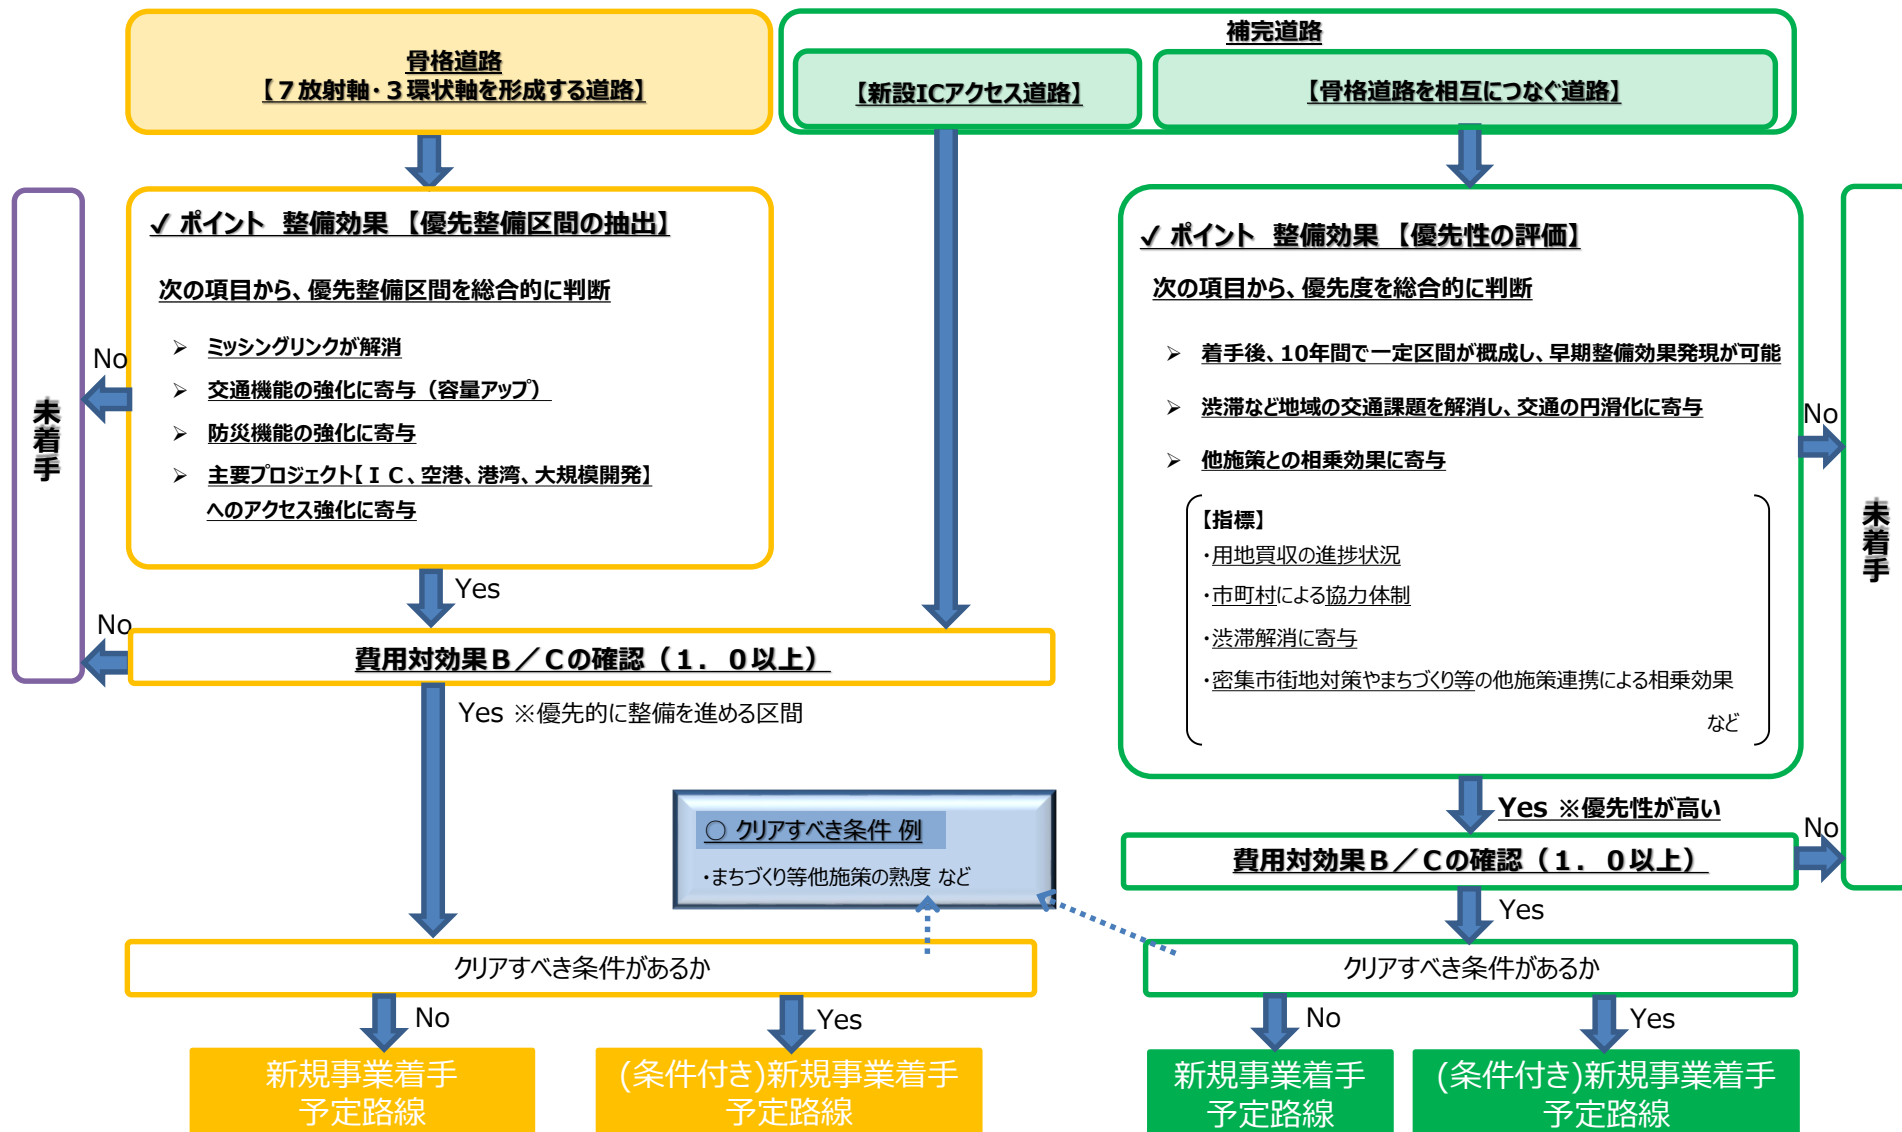 骨格道路
【７放射軸・３環状軸を形成する道路】
補完道路
【新設ICアクセス道路】
【骨格道路を相互につなぐ道路】
✓ ポイント 整備効果 【優先整備区間の抽出】
次の項目から、優先整備区間を総合的に判断
➢ ミッシングリンクが解消
➢ 交通機能の強化に寄与（容量アップ）
➢ 防災機能の強化に寄与
➢ 主要プロジェクト【ＩＣ、空港、港湾、大規模開発】
へのアクセス強化に寄与
No
未着手
Yes
No
費用対効果Ｂ／Ｃの確認（１．０以上）
Yes ※優先的に整備を進める区間
✓ ポイント 整備効果 【優先性の評価】
次の項目から、優先度を総合的に判断
➢ 着手後、10年間で一定区間が概成し、早期整備効果発現が可能
➢ 渋滞など地域の交通課題を解消し、交通の円滑化に寄与
➢ 他施策との相乗効果に寄与
【指標】
・用地買収の進捗状況
・市町村による協力体制
・渋滞解消に寄与
・密集市街地対策やまちづくり等の他施策連携による相乗効果
など
No
未着手
Yes ※優先性が高い
No
費用対効果Ｂ／Ｃの確認（１．０以上）
Yes
○ クリアすべき条件 例
・まちづくり等他施策の熟度 など
クリアすべき条件があるか
No
Yes
新規事業着手
予定路線
(条件付き)新規事業着手
予定路線
クリアすべき条件があるか
No
Yes
新規事業着手
予定路線
(条件付き)新規事業着手
予定路線